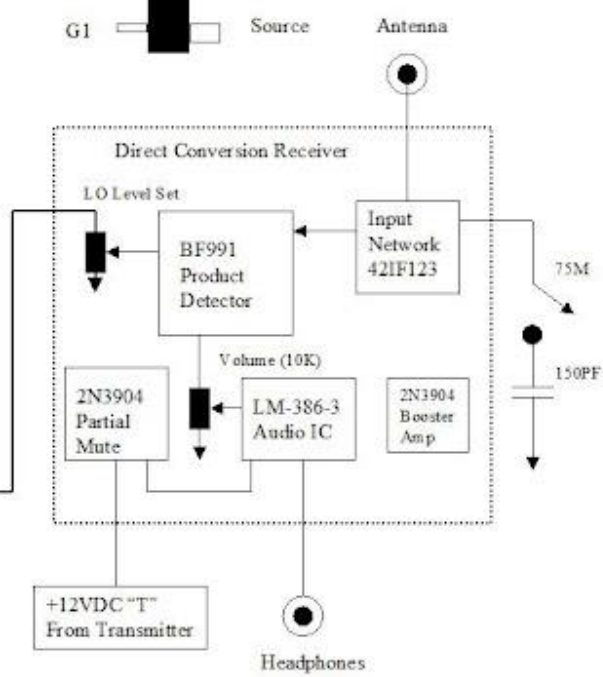 G1
Source
Antenna
Direct Conversion Receiver
LO Level Set
BF991
Product
Detector
Input
Network
42IF123
75M
150PF
Volume (10K)
2N3904
Partial
Mute
LM-386-3
Audio IC
2N3904
Booster
Amp
+12VDC "T"
From Transmitter
Headphones